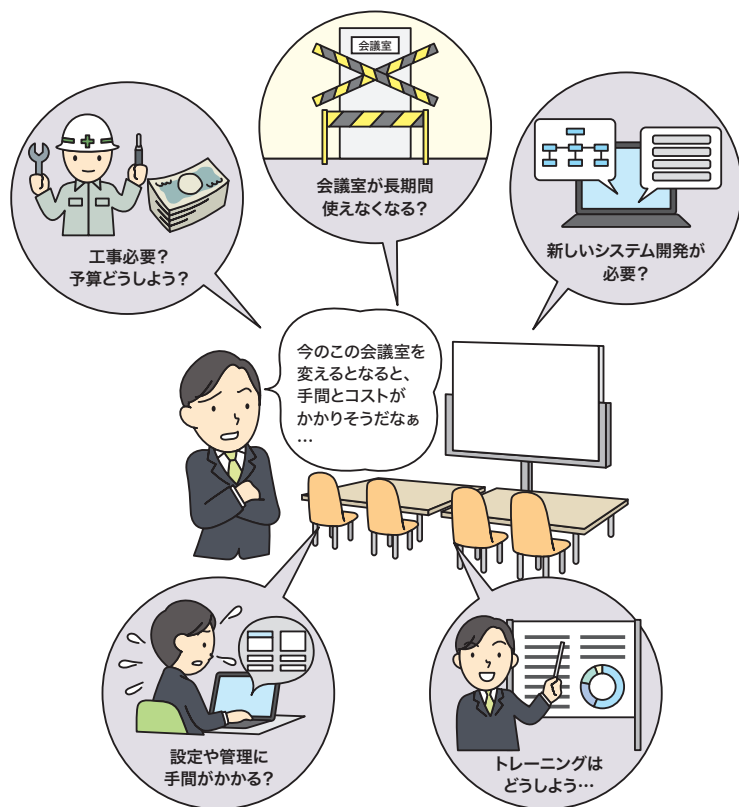 会議室
会議室が長期間
使えなくなる?
工事必要?
予算どうしよう?
新しいシステム開発が
必要?
今のこの会議室を
変えるとなると、
手間とコストが
かかりそうだなぁ
…
設定や管理に
手間がかかる?
トレーニングは
どうしよう…